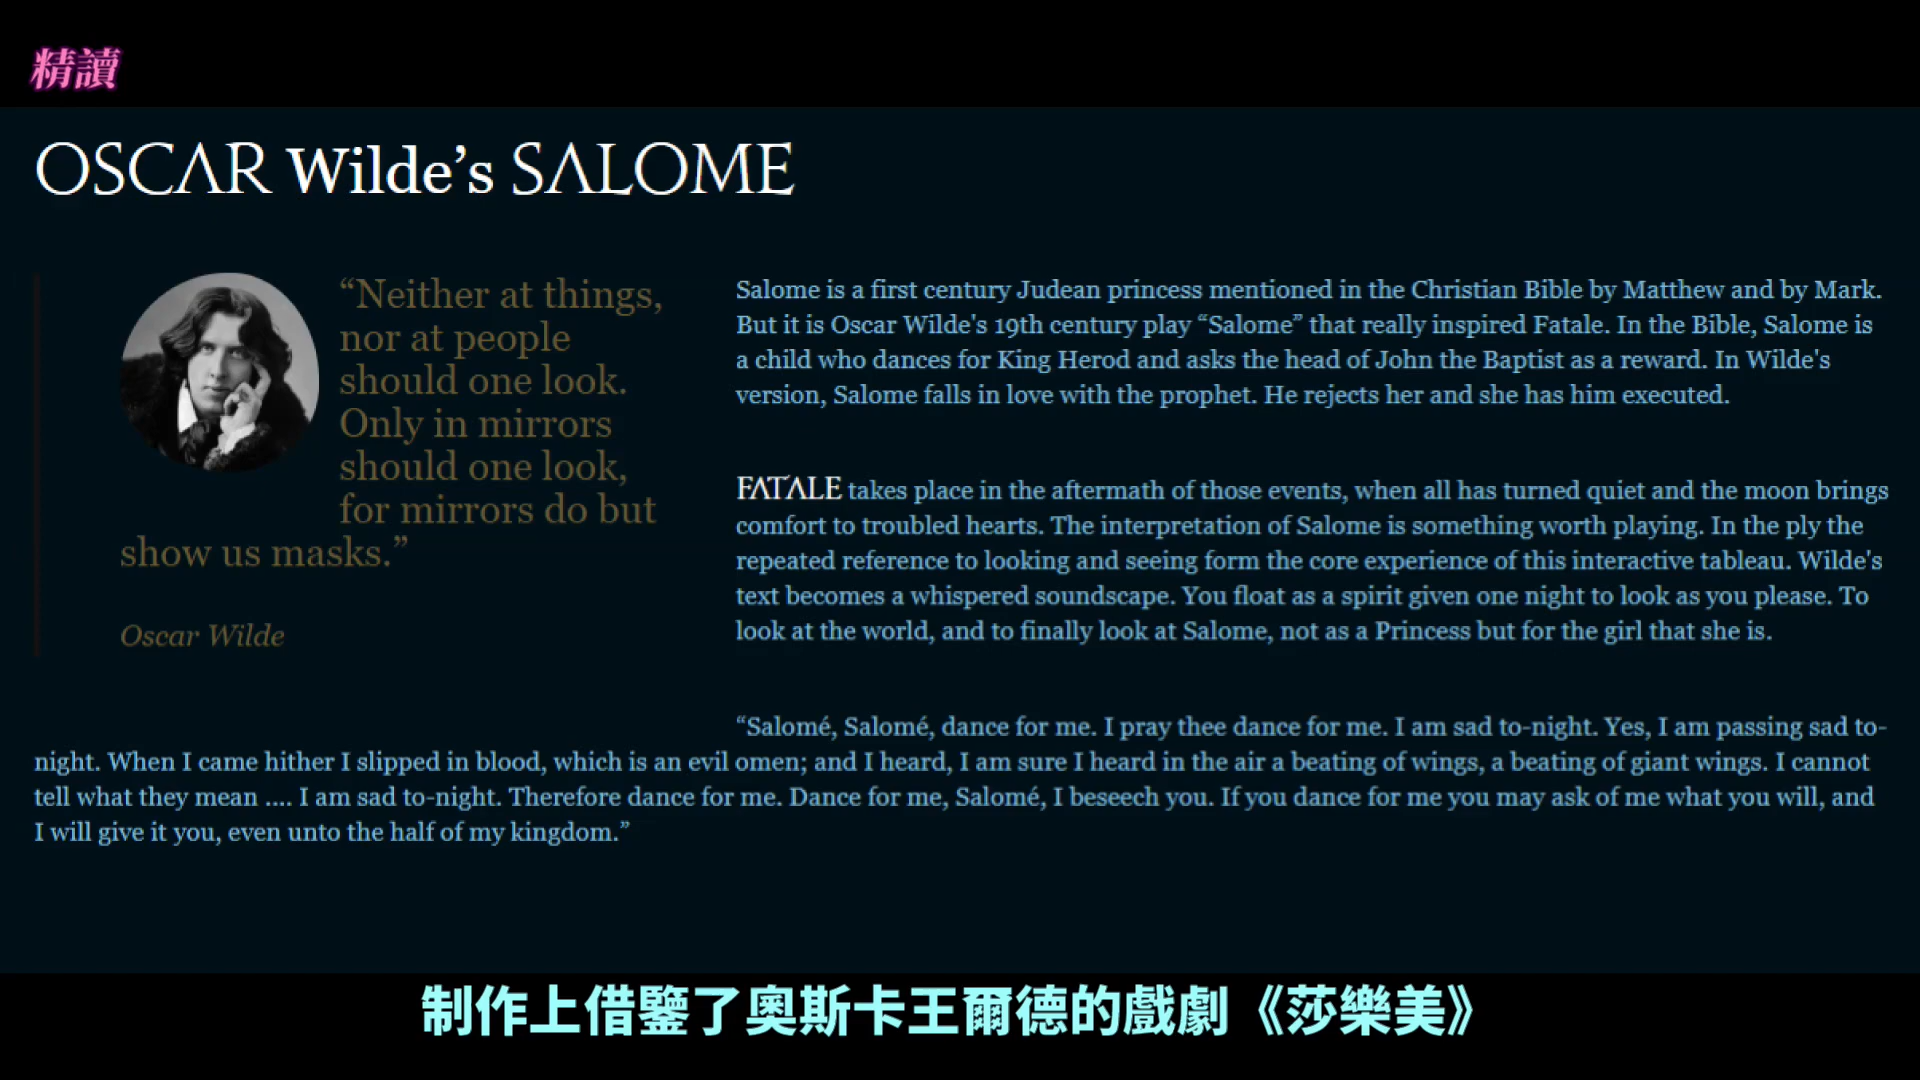 精讀
OSCAR Wilde’s SALOME
“Neither at things,
nor at people
should one look.
Only in mirrors
should one look,
for mirrors do but
show us masks.”
Oscar Wilde
Salome is a first century Judean princess mentioned in the Christian Bible by Matthew and by Mark.
But it is Oscar Wilde's 19th century play “Salome” that really inspired Fatale. In the Bible, Salome is
a child who dances for King Herod and asks the head of John the Baptist as a reward. In Wilde's
version, Salome falls in love with the prophet. He rejects her and she has him executed.
FATALE takes place in the aftermath of those events, when all has turned quiet and the moon brings
comfort to troubled hearts. The interpretation of Salome is something worth playing. In the ply the
repeated reference to looking and seeing form the core experience of this interactive tableau. Wilde's
text becomes a whispered soundscape. You float as a spirit given one night to look as you please. To
look at the world, and to finally look at Salome, not as a Princess but for the girl that she is.
“Salomé, Salomé, dance for me. I pray thee dance for me. I am sad to-night. Yes, I am passing sad to-
night. When I came hither I slipped in blood, which is an evil omen; and I heard, I am sure I heard in the air a beating of wings, a beating of giant wings. I cannot
tell what they mean .... I am sad to-night. Therefore dance for me. Dance for me, Salomé, I beseech you. If you dance for me you may ask of me what you will, and
I will give it you, even unto the half of my kingdom.”
制作上借鑒了奧斯卡王爾德的戲劇《莎樂美》